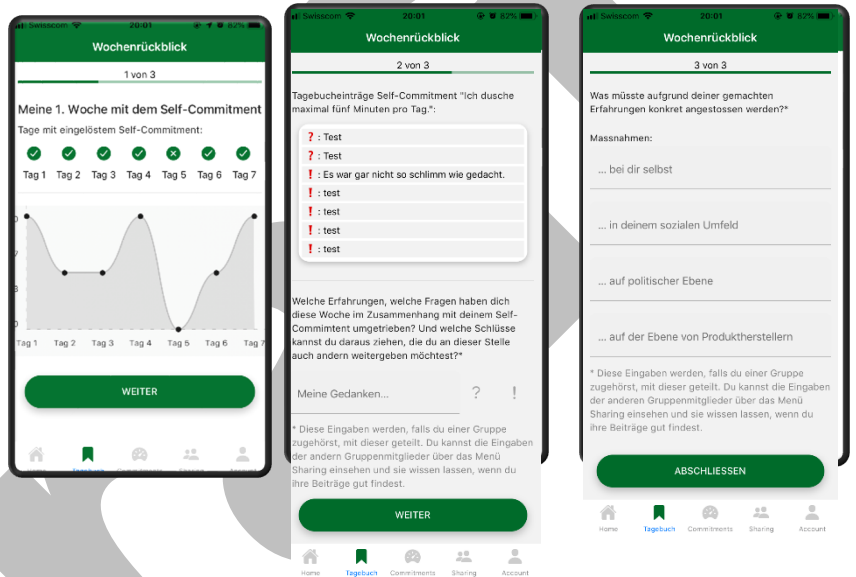 Swisscom 20:01 82%
Wochenrückblick
1 von 3
Meine 1. Woche mit dem Self-Commitment
Tage mit eingelöstem Self-Commitment:
Tag 1 Tag 2 Tag 3 Tag 4 Tag 5 Tag 6 Tag 7
Tag 1 Tag 2 Tag 3 Tag 4 Tag 5 Tag 6 Tag 7
WEITER
Home Tagebuch Commitments Sharing Account
Swisscom 20:01 82%
Wochenrückblick
2 von 3
Tagebucheinträge Self-Commitment "Ich dusche
maximal fünf Minuten pro Tag.":
? : Test
? : Test
! : Es war gar nicht so schlimm wie gedacht.
! : test
! : test
! : test
! : test
Welche Erfahrungen, welche Fragen haben dich
diese Woche im Zusammenhang mit deinem Self-
Commimtent umgetrieben? Und welche Schlüsse
kannst du daraus ziehen, die du an dieser Stelle
auch andern weitergeben möchtest?*
Meine Gedanken... ? !
* Diese Eingaben werden, falls du einer Gruppe
zugehörst, mit dieser geteilt. Du kannst die Eingaben
der andern Gruppenmitglieder über das Menü
Sharing einsehen und sie wissen lassen, wenn du
ihre Beiträge gut findest.
WEITER
Home Tagebuch Commitments Sharing Account
Swisscom 20:01 82%
Wochenrückblick
3 von 3
Was müsste aufgrund deiner gemachten
Erfahrungen konkret angestossen werden?*
Massnahmen:
... bei dir selbst
... in deinem sozialen Umfeld
... auf politischer Ebene
... auf der Ebene von Produktherstellern
* Diese Eingaben werden, falls du einer Gruppe
zugehörst, mit dieser geteilt. Du kannst die Eingaben
der anderen Gruppenmitglieder über das Menü
Sharing einsehen und sie wissen lassen, wenn du
ihre Beiträge gut findest.
ABSCHLIESSEN
Home Tagebuch Commitments Sharing Account